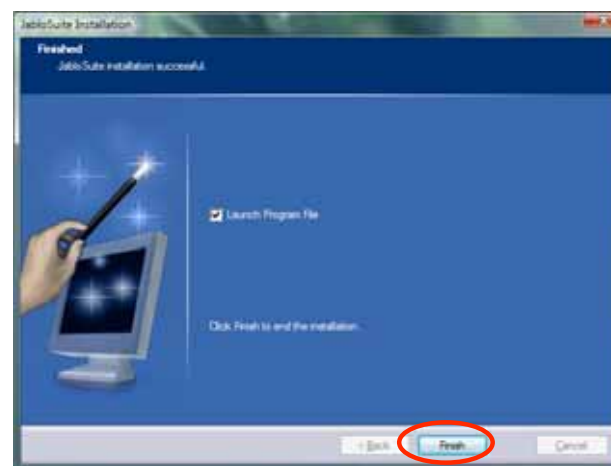 JabloSuite Installation
Finished
JabloSuite installation successful.
Launch Program File
Click Finish to end the installation.
< Back
Finish
Cancel